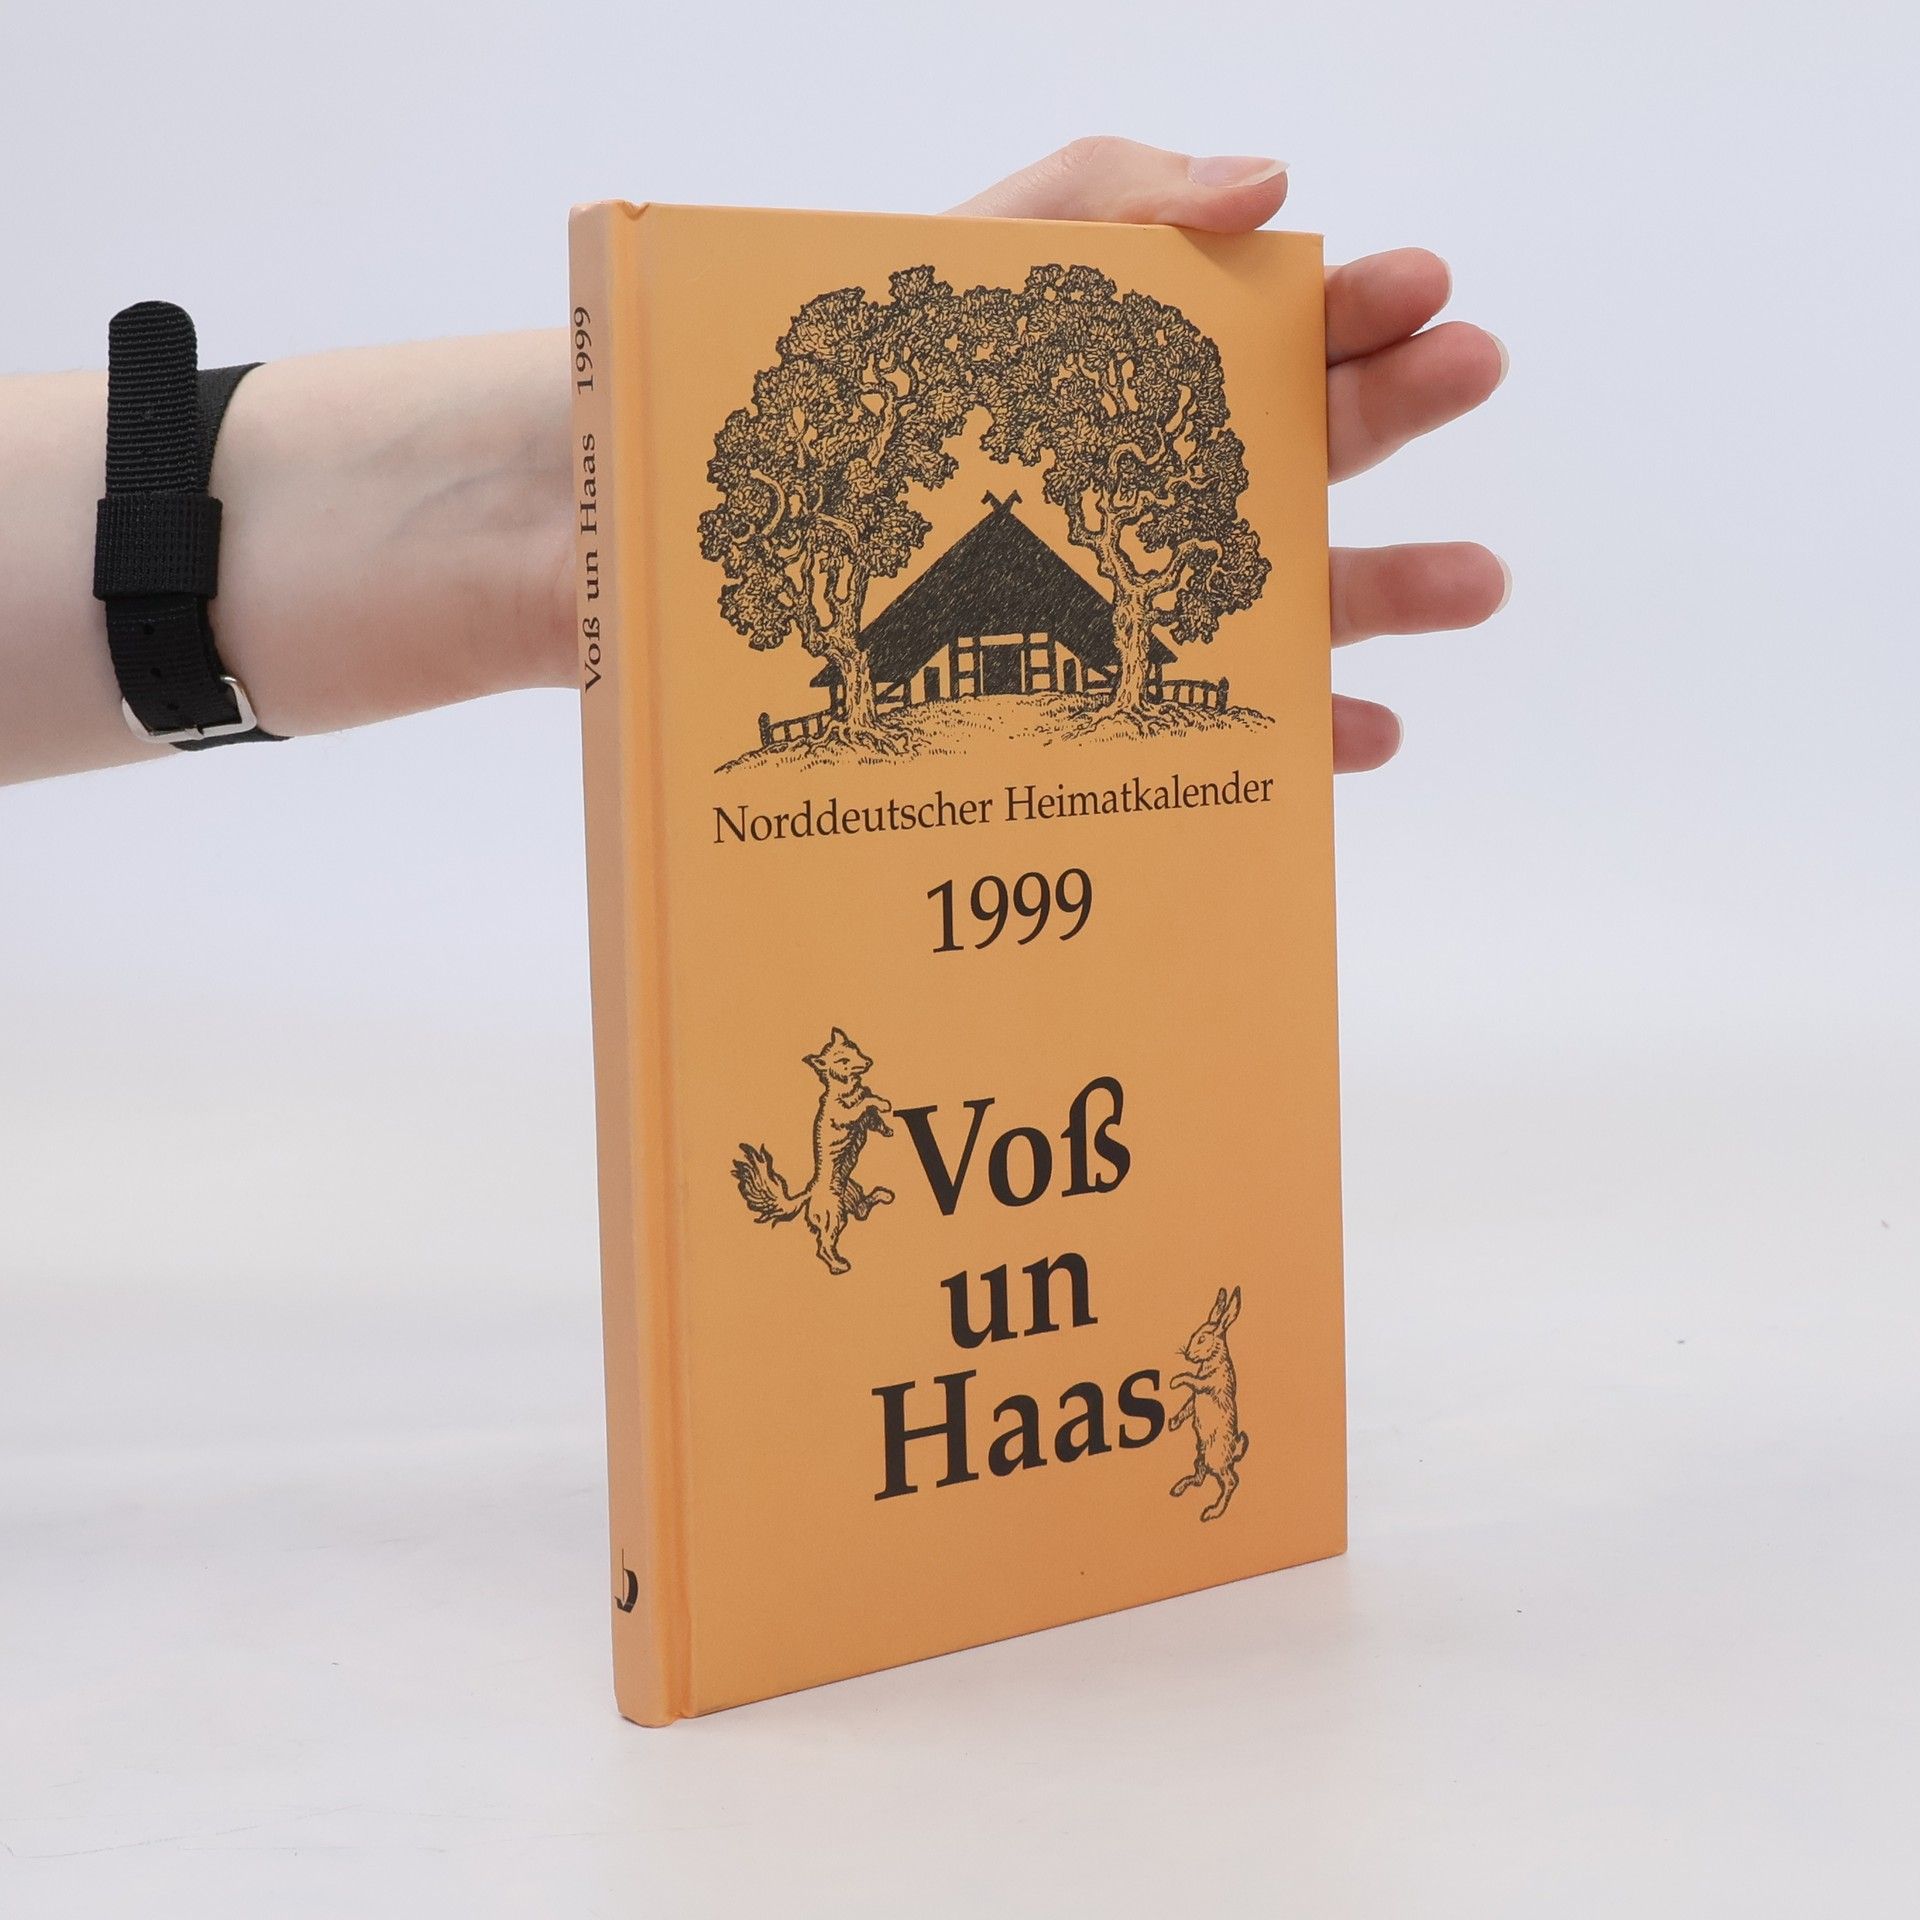 Voß un Haas 1999
Norddeutscher Heimatkalender
1999
Voß
un
Haas